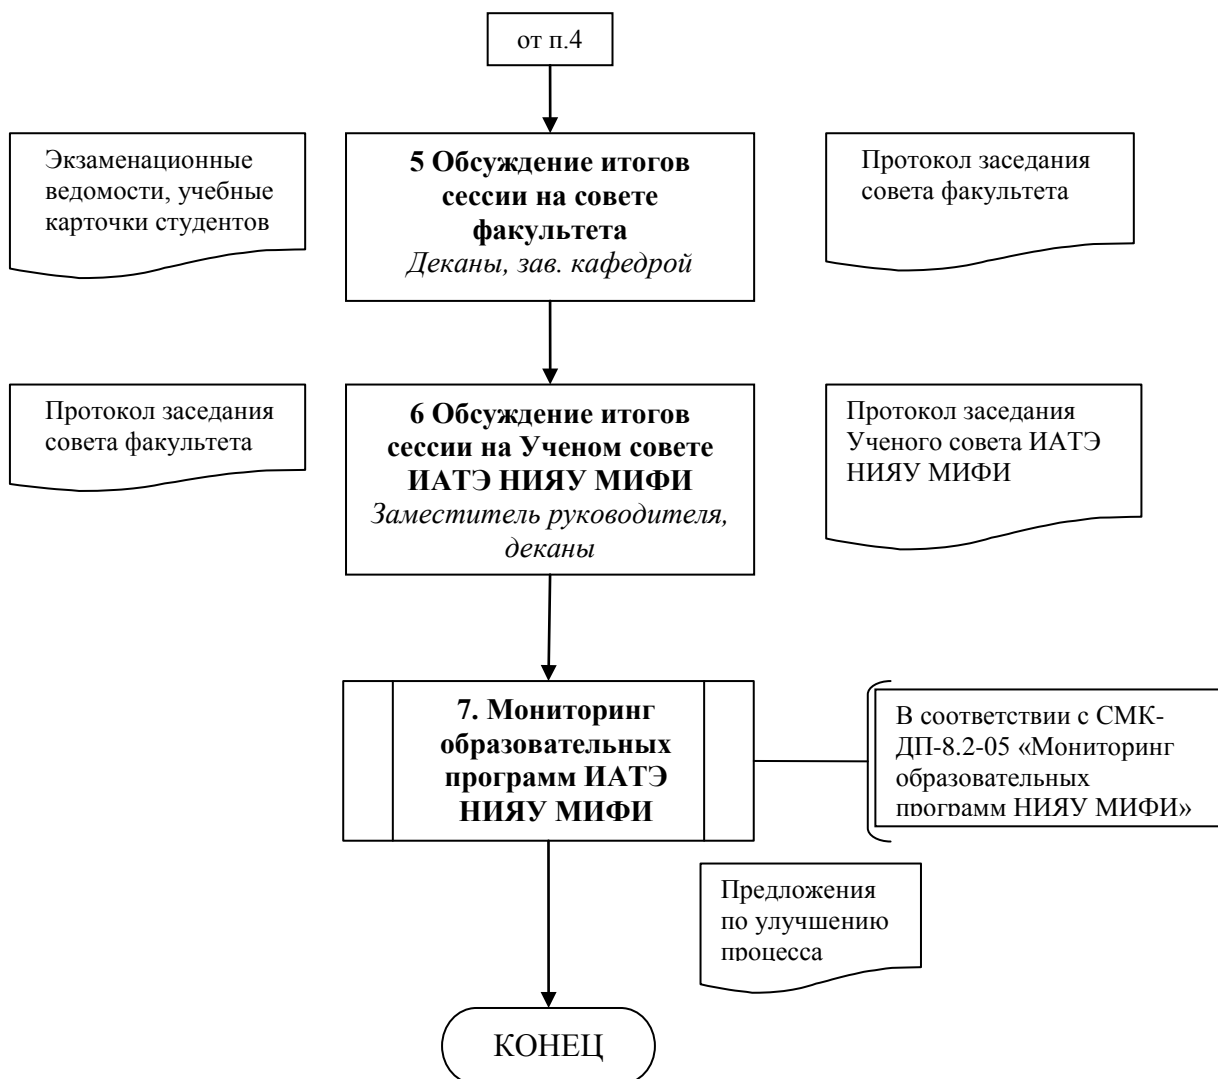 от п.4
Экзаменационные
ведомости, учебные
карточки студентов
5 Обсуждение итогов
сессии на совете
факультета
Деканы, зав. кафедрой
Протокол заседания
совета факультета
Протокол заседания
совета факультета
6 Обсуждение итогов
сессии на Ученом совете
ИАТЭ НИЯУ МИФИ
Заместитель руководителя,
деканы
Протокол заседания
Ученого совета ИАТЭ
НИЯУ МИФИ
7. Мониторинг
образовательных
программ ИАТЭ
НИЯУ МИФИ
В соответствии с СМК-
ДП-8.2-05 «Мониторинг
образовательных
программ НИЯУ МИФИ»
Предложения
по улучшению
процесса
КОНЕЦ